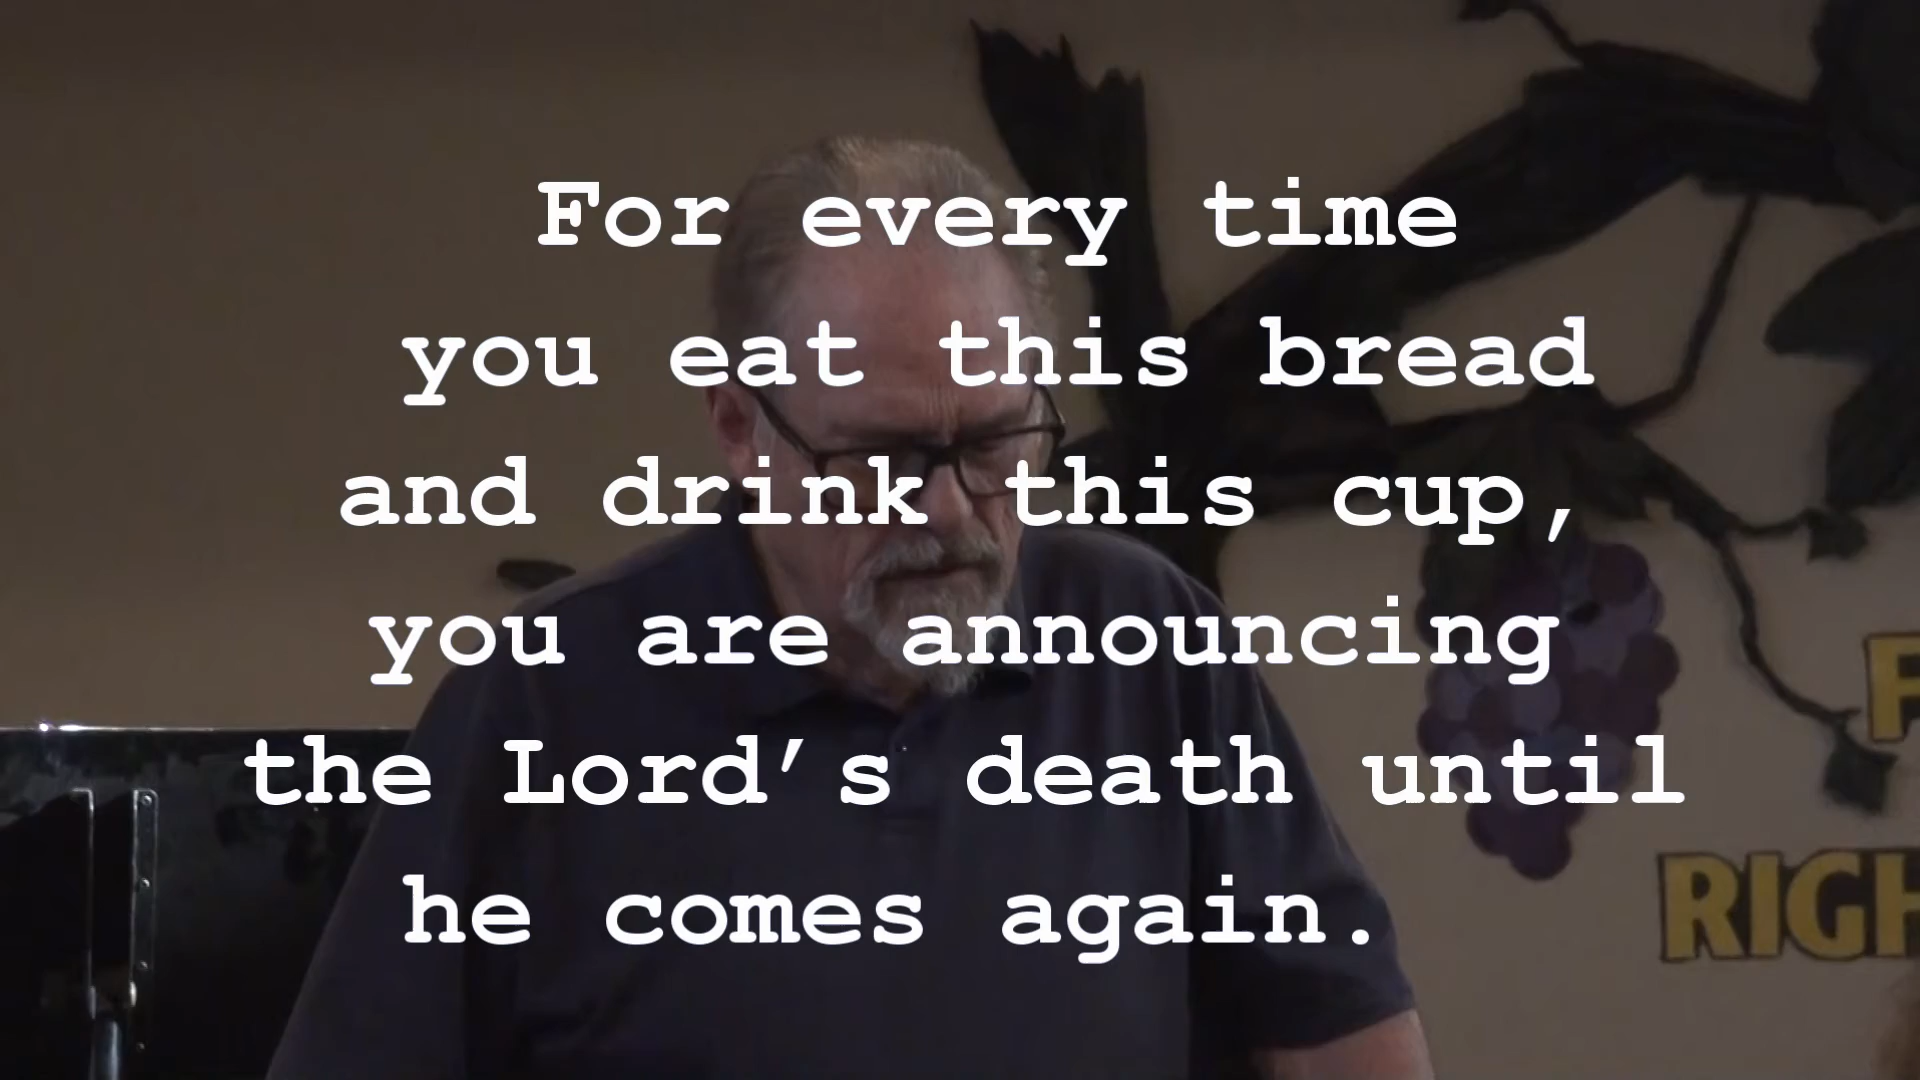 For every time
you eat this bread
and drink this cup,
you are announcing
the Lord’s death until
he comes again.